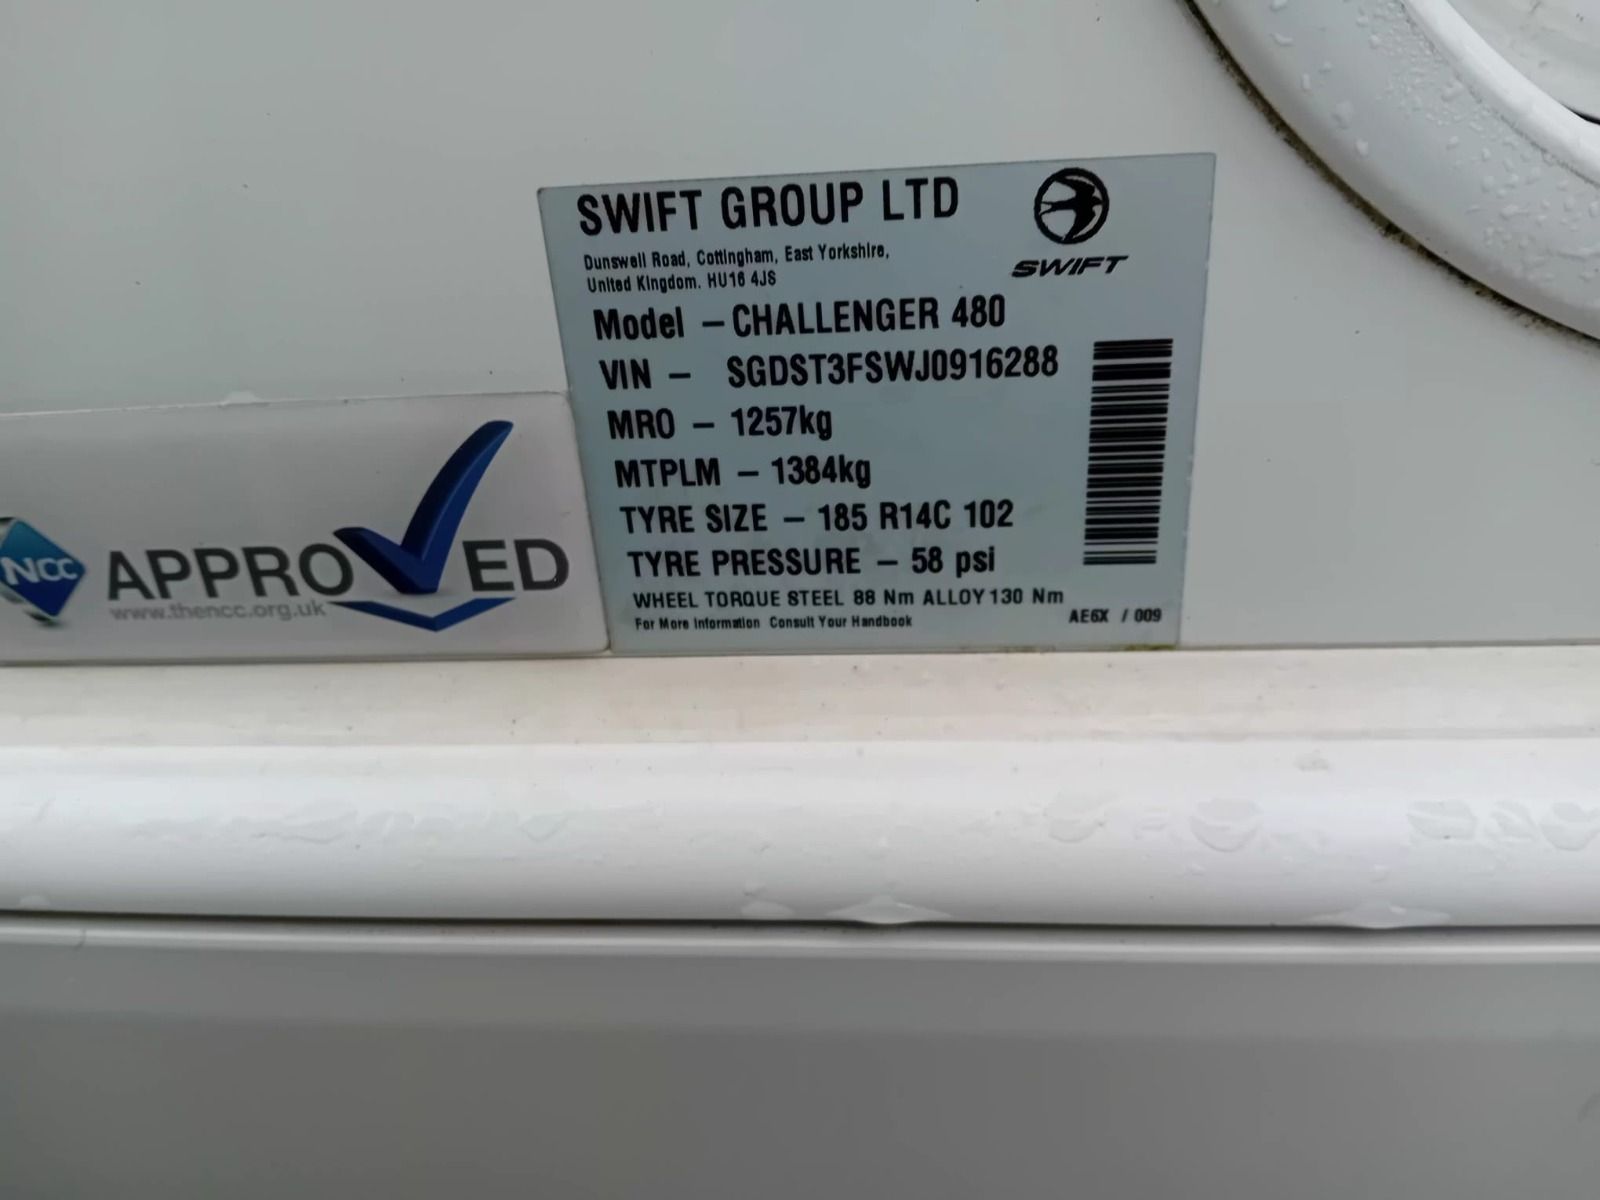 SWIFT GROUP LTD
Dunswell Road, Cottingham, East Yorkshire,
United Kingdom. HU16 4JS
SWIFT
Model – CHALLENGER 480
VIN – SGDST3FSWJ0916288
MRO – 1257kg
MTPLM – 1384kg
TYRE SIZE – 185 R14C 102
TYRE PRESSURE – 58 psi
WHEEL TORQUE STEEL 88 Nm ALLOY 130 Nm
For More Information Consult Your Handbook
AE6X / 009
NCC APPROVED
www.thencc.org.uk